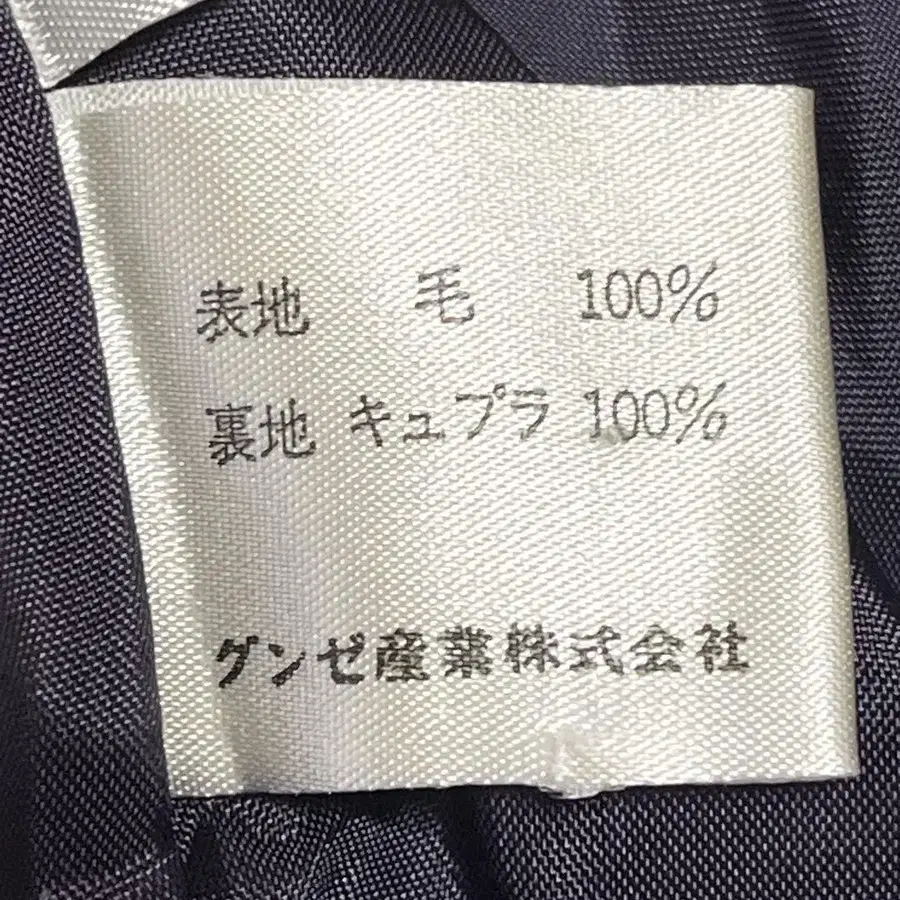 表地 毛 100%
裏地 キュプラ 100%
グンゼ産業株式会社